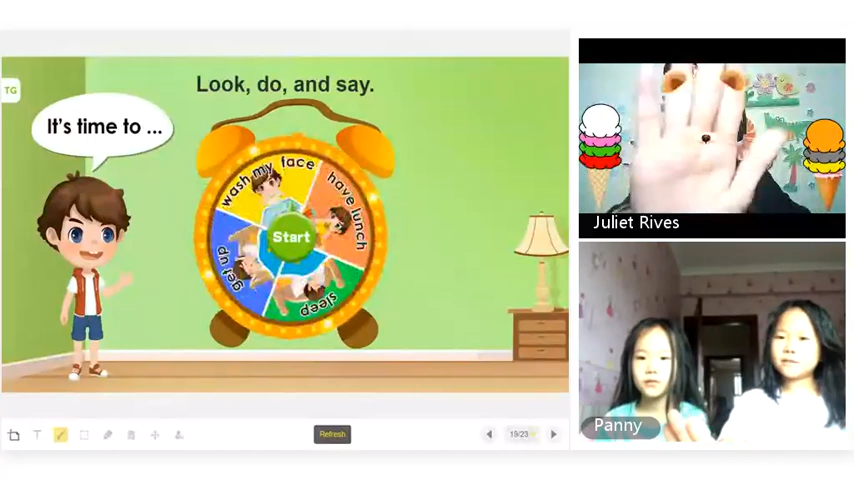 Look, do, and say.
TG
It's time to ...
wash my face
have lunch
Start
get up
sleep
Refresh
19/23
Juliet Rives
Panny